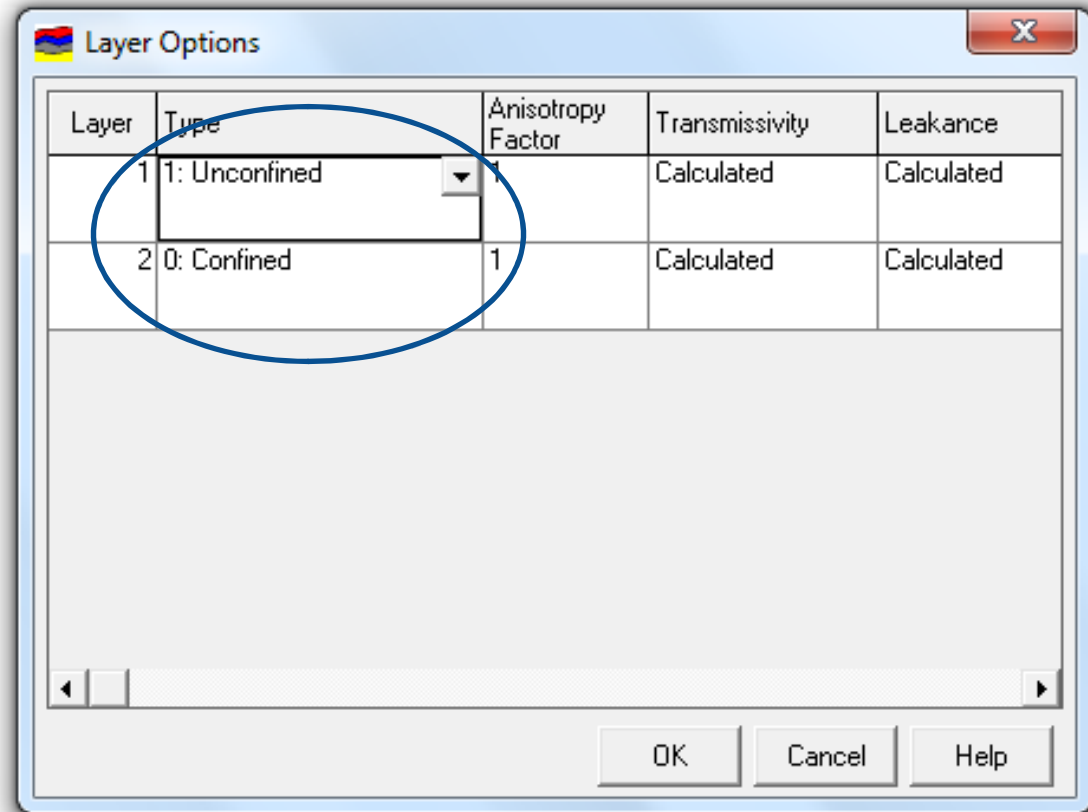 Layer Options
x
Layer Type Anisotropy Factor Transmissivity Leakance
1 1: Unconfined 1 Calculated Calculated
2 0: Confined 1 Calculated Calculated
OK Cancel Help